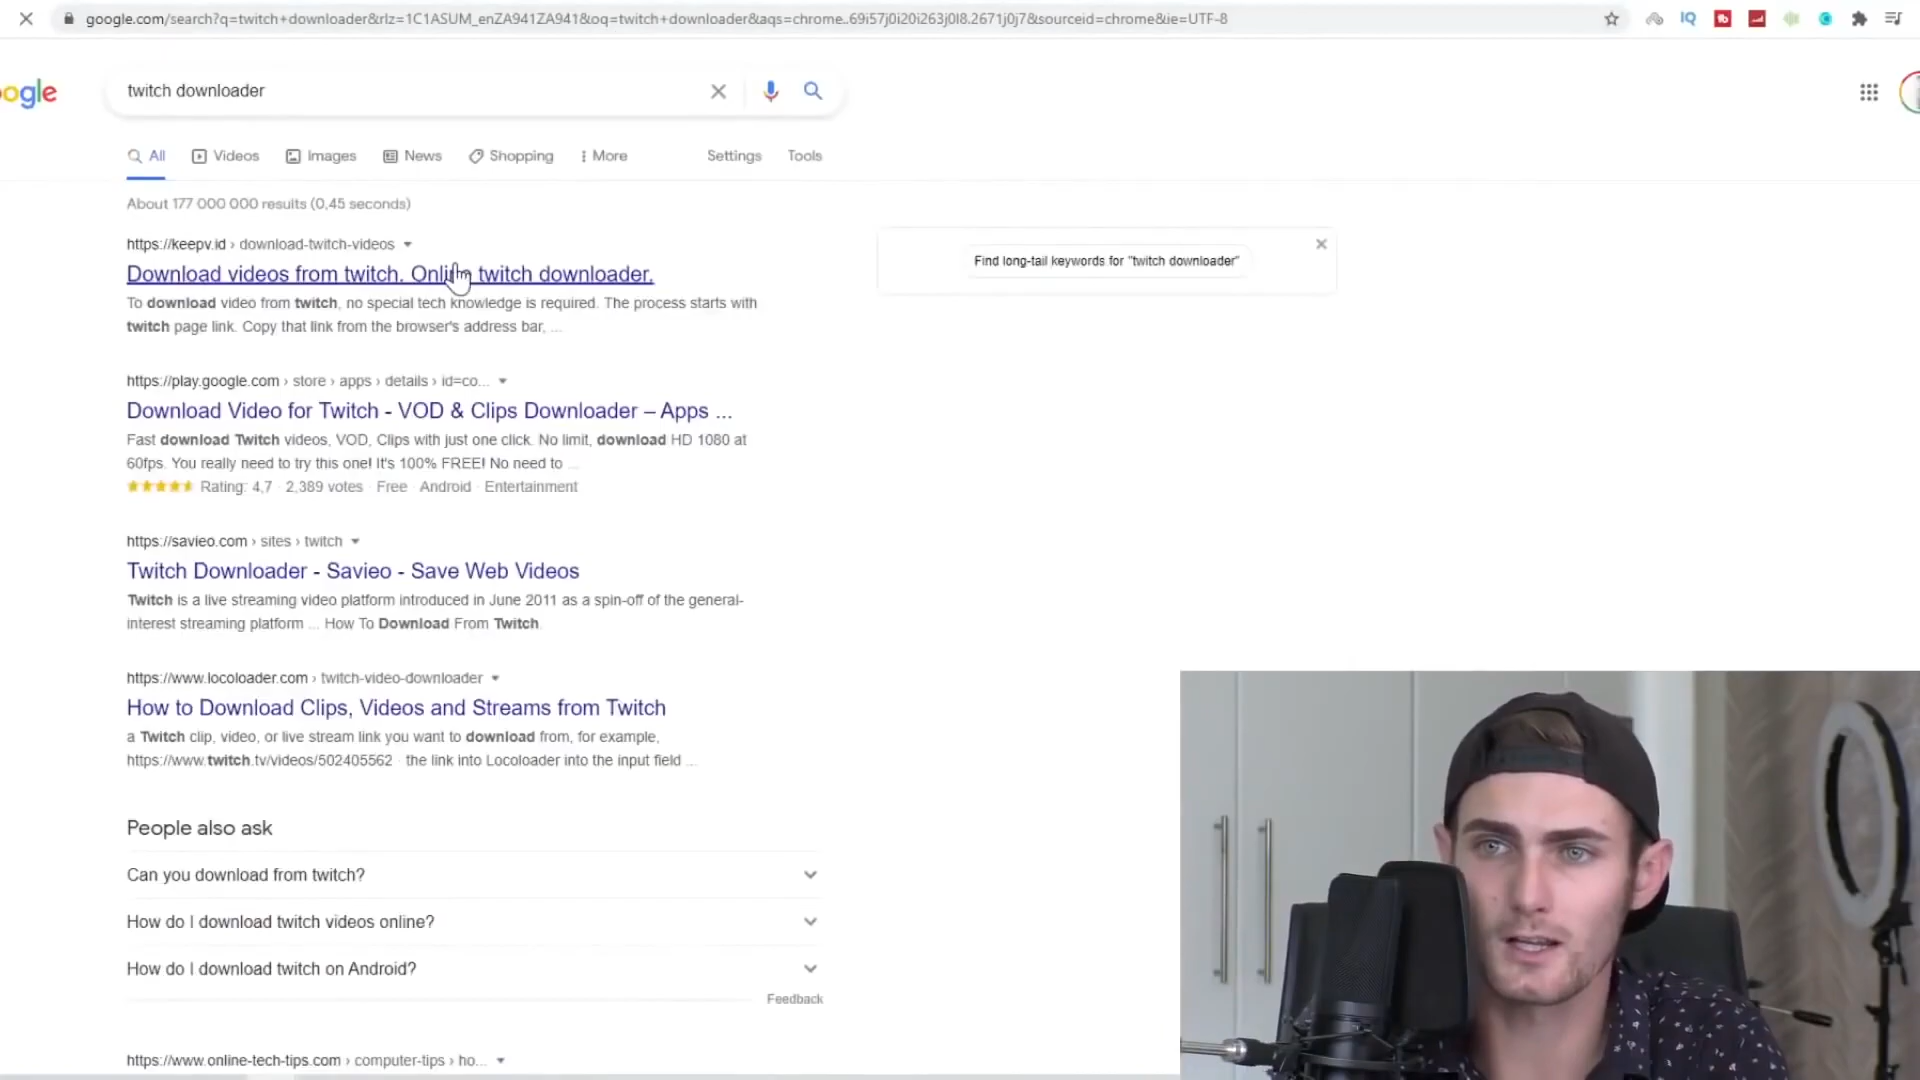 google.com/search?q=twitch+downloader&rlz=1C1ASUM_enZA941ZA941&oq=twitch+downloader&aqs=chrome..69i57j0i20i263j0l8.2671j0j7&sourceid=chrome&ie=UTF-8
IQ
ogle
twitch downloader
All
Videos
Images
News
Shopping
More
Settings
Tools
About 177 000 000 results (0,45 seconds)
https://keepv.id › download-twitch-videos
Download videos from twitch. Online twitch downloader.
To download video from twitch, no special tech knowledge is required. The process starts with
twitch page link. Copy that link from the browser's address bar, ...
Find long-tail keywords for "twitch downloader"
https://play.google.com › store › apps › details › id=co...
Download Video for Twitch - VOD & Clips Downloader – Apps ...
Fast download Twitch videos, VOD, Clips with just one click. No limit, download HD 1080 at
60fps. You really need to try this one! It's 100% FREE! No need to ...
Rating: 4,7 · 2,389 votes · Free · Android · Entertainment
https://savieo.com › sites › twitch
Twitch Downloader - Savieo - Save Web Videos
Twitch is a live streaming video platform introduced in June 2011 as a spin-off of the general-
interest streaming platform ... How To Download From Twitch.
https://www.locoloader.com › twitch-video-downloader
How to Download Clips, Videos and Streams from Twitch
a Twitch clip, video, or live stream link you want to download from, for example,
https://www.twitch.tv/videos/502405562 · the link into Locoloader into the input field ...
People also ask
Can you download from twitch?
How do I download twitch videos online?
How do I download twitch on Android?
Feedback
https://www.online-tech-tips.com › computer-tips › ho...